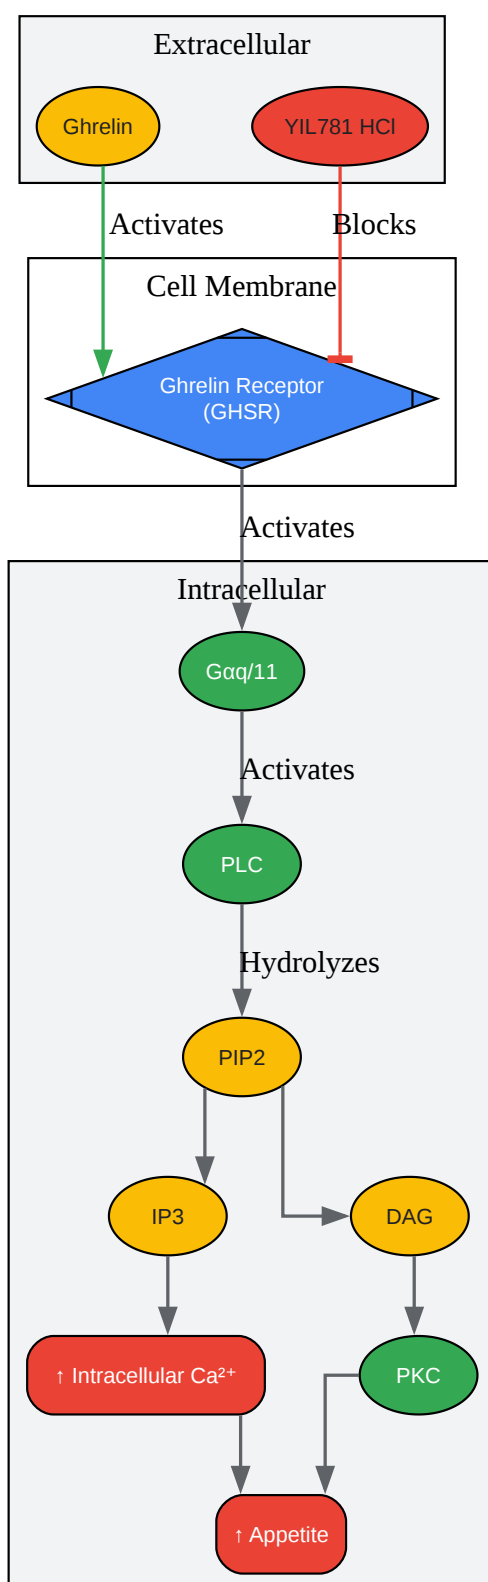 Extracellular
Ghrelin
YIL781 HCl
Activates
Blocks
Cell Membrane
Ghrelin Receptor
(GHSR)
Activates
Intracellular
Gαq/11
Activates
PLC
Hydrolyzes
PIP2
IP3
DAG
↑ Intracellular Ca²⁺
PKC
↑ Appetite